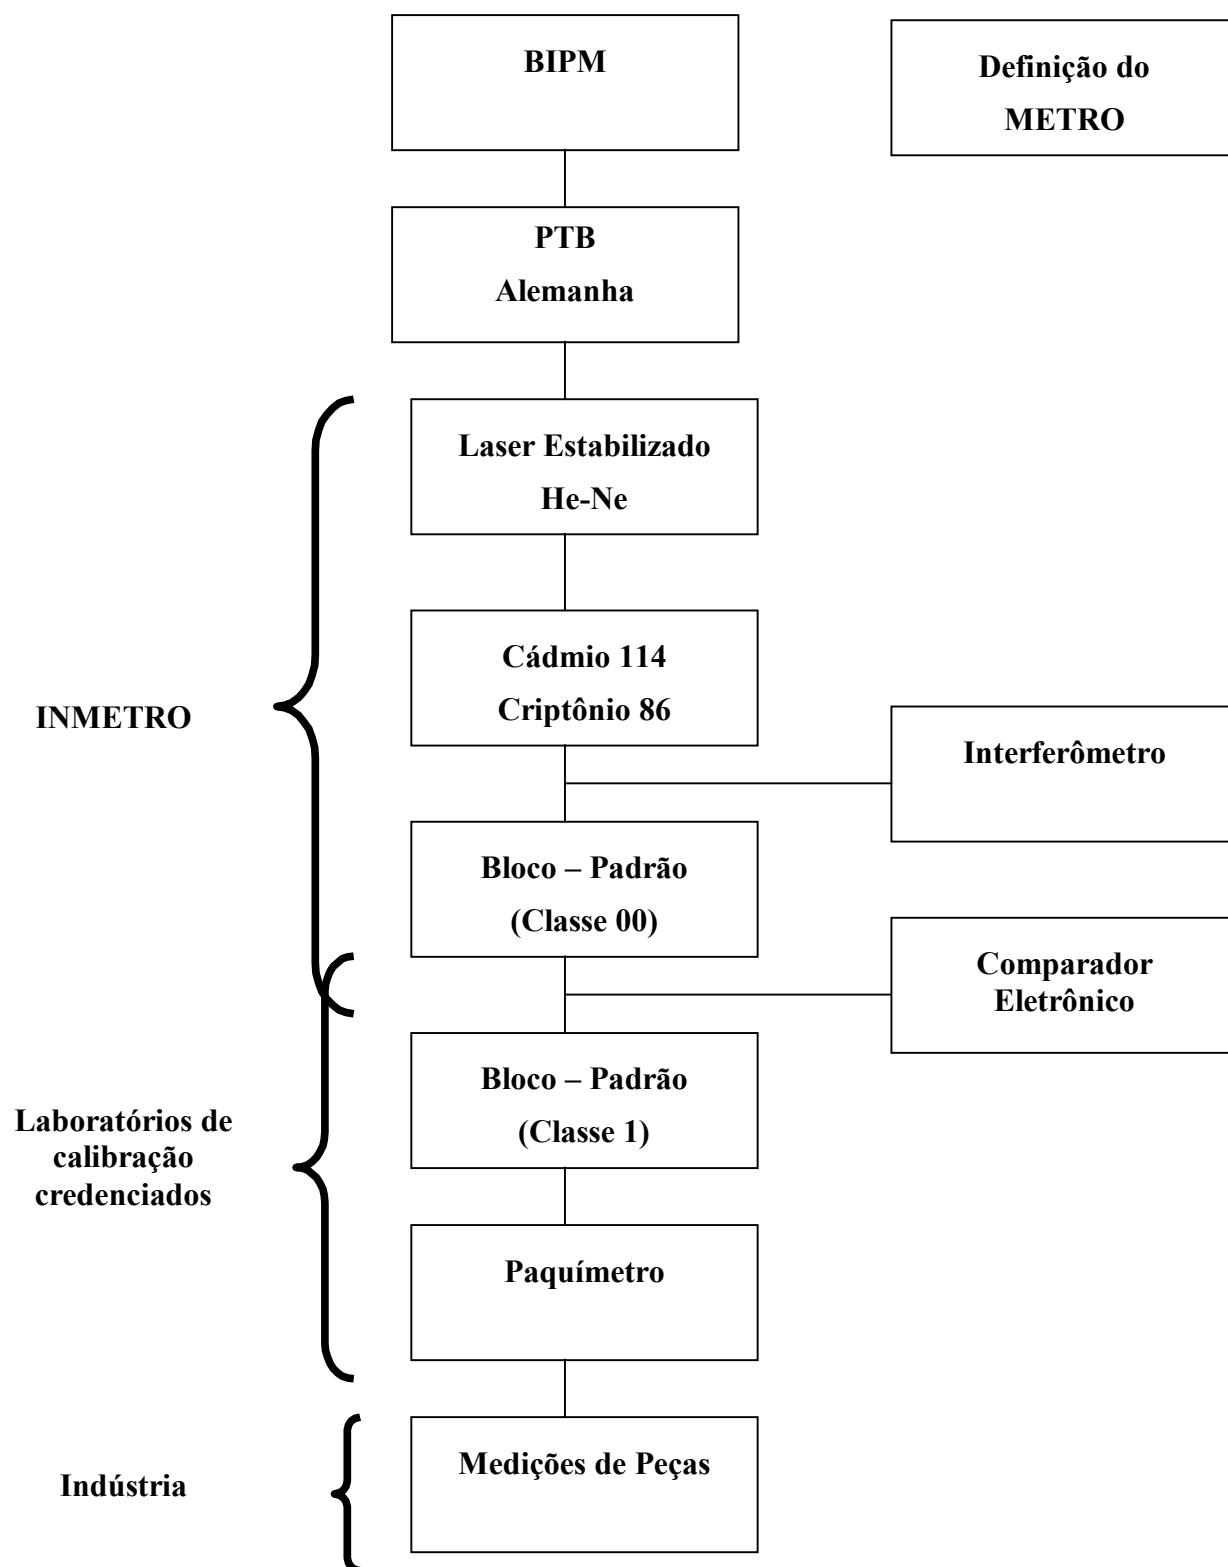 BIPM
Definição do
METRO
PTB
Alemanha
Laser Estabilizado
He-Ne
Cádmio 114
Criptônio 86
INMETRO
Interferômetro
Bloco – Padrão
(Classe 00)
Comparador
Eletrônico
Bloco – Padrão
(Classe 1)
Laboratórios de
calibração
credenciados
Paquímetro
Medições de Peças
Indústria